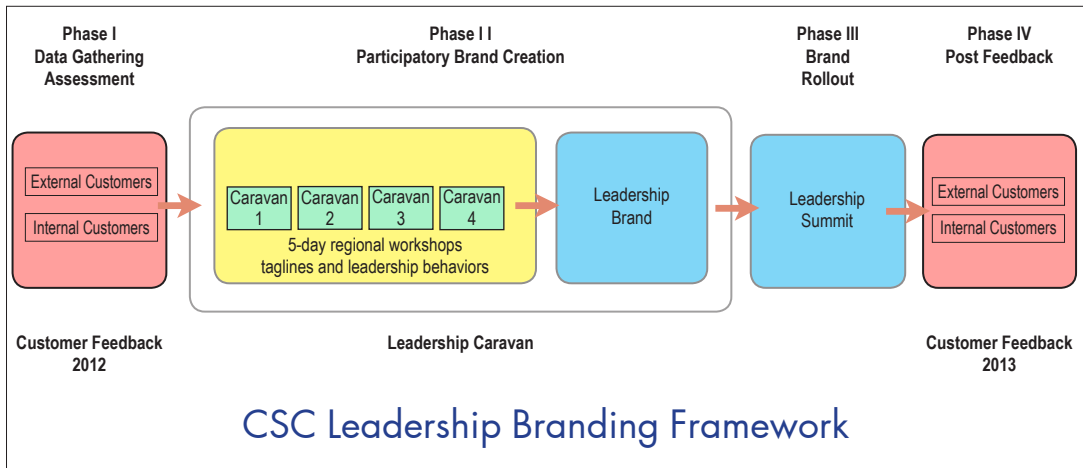 Phase I
Data Gathering
Assessment
Phase I I
Participatory Brand Creation
Phase III
Brand
Rollout
Phase IV
Post Feedback
External Customers
Internal Customers
Caravan
1
Caravan
2
Caravan
3
Caravan
4
5-day regional workshops
taglines and leadership behaviors
Leadership
Brand
Leadership
Summit
External Customers
Internal Customers
Customer Feedback
2012
Leadership Caravan
Customer Feedback
2013
CSC Leadership Branding Framework